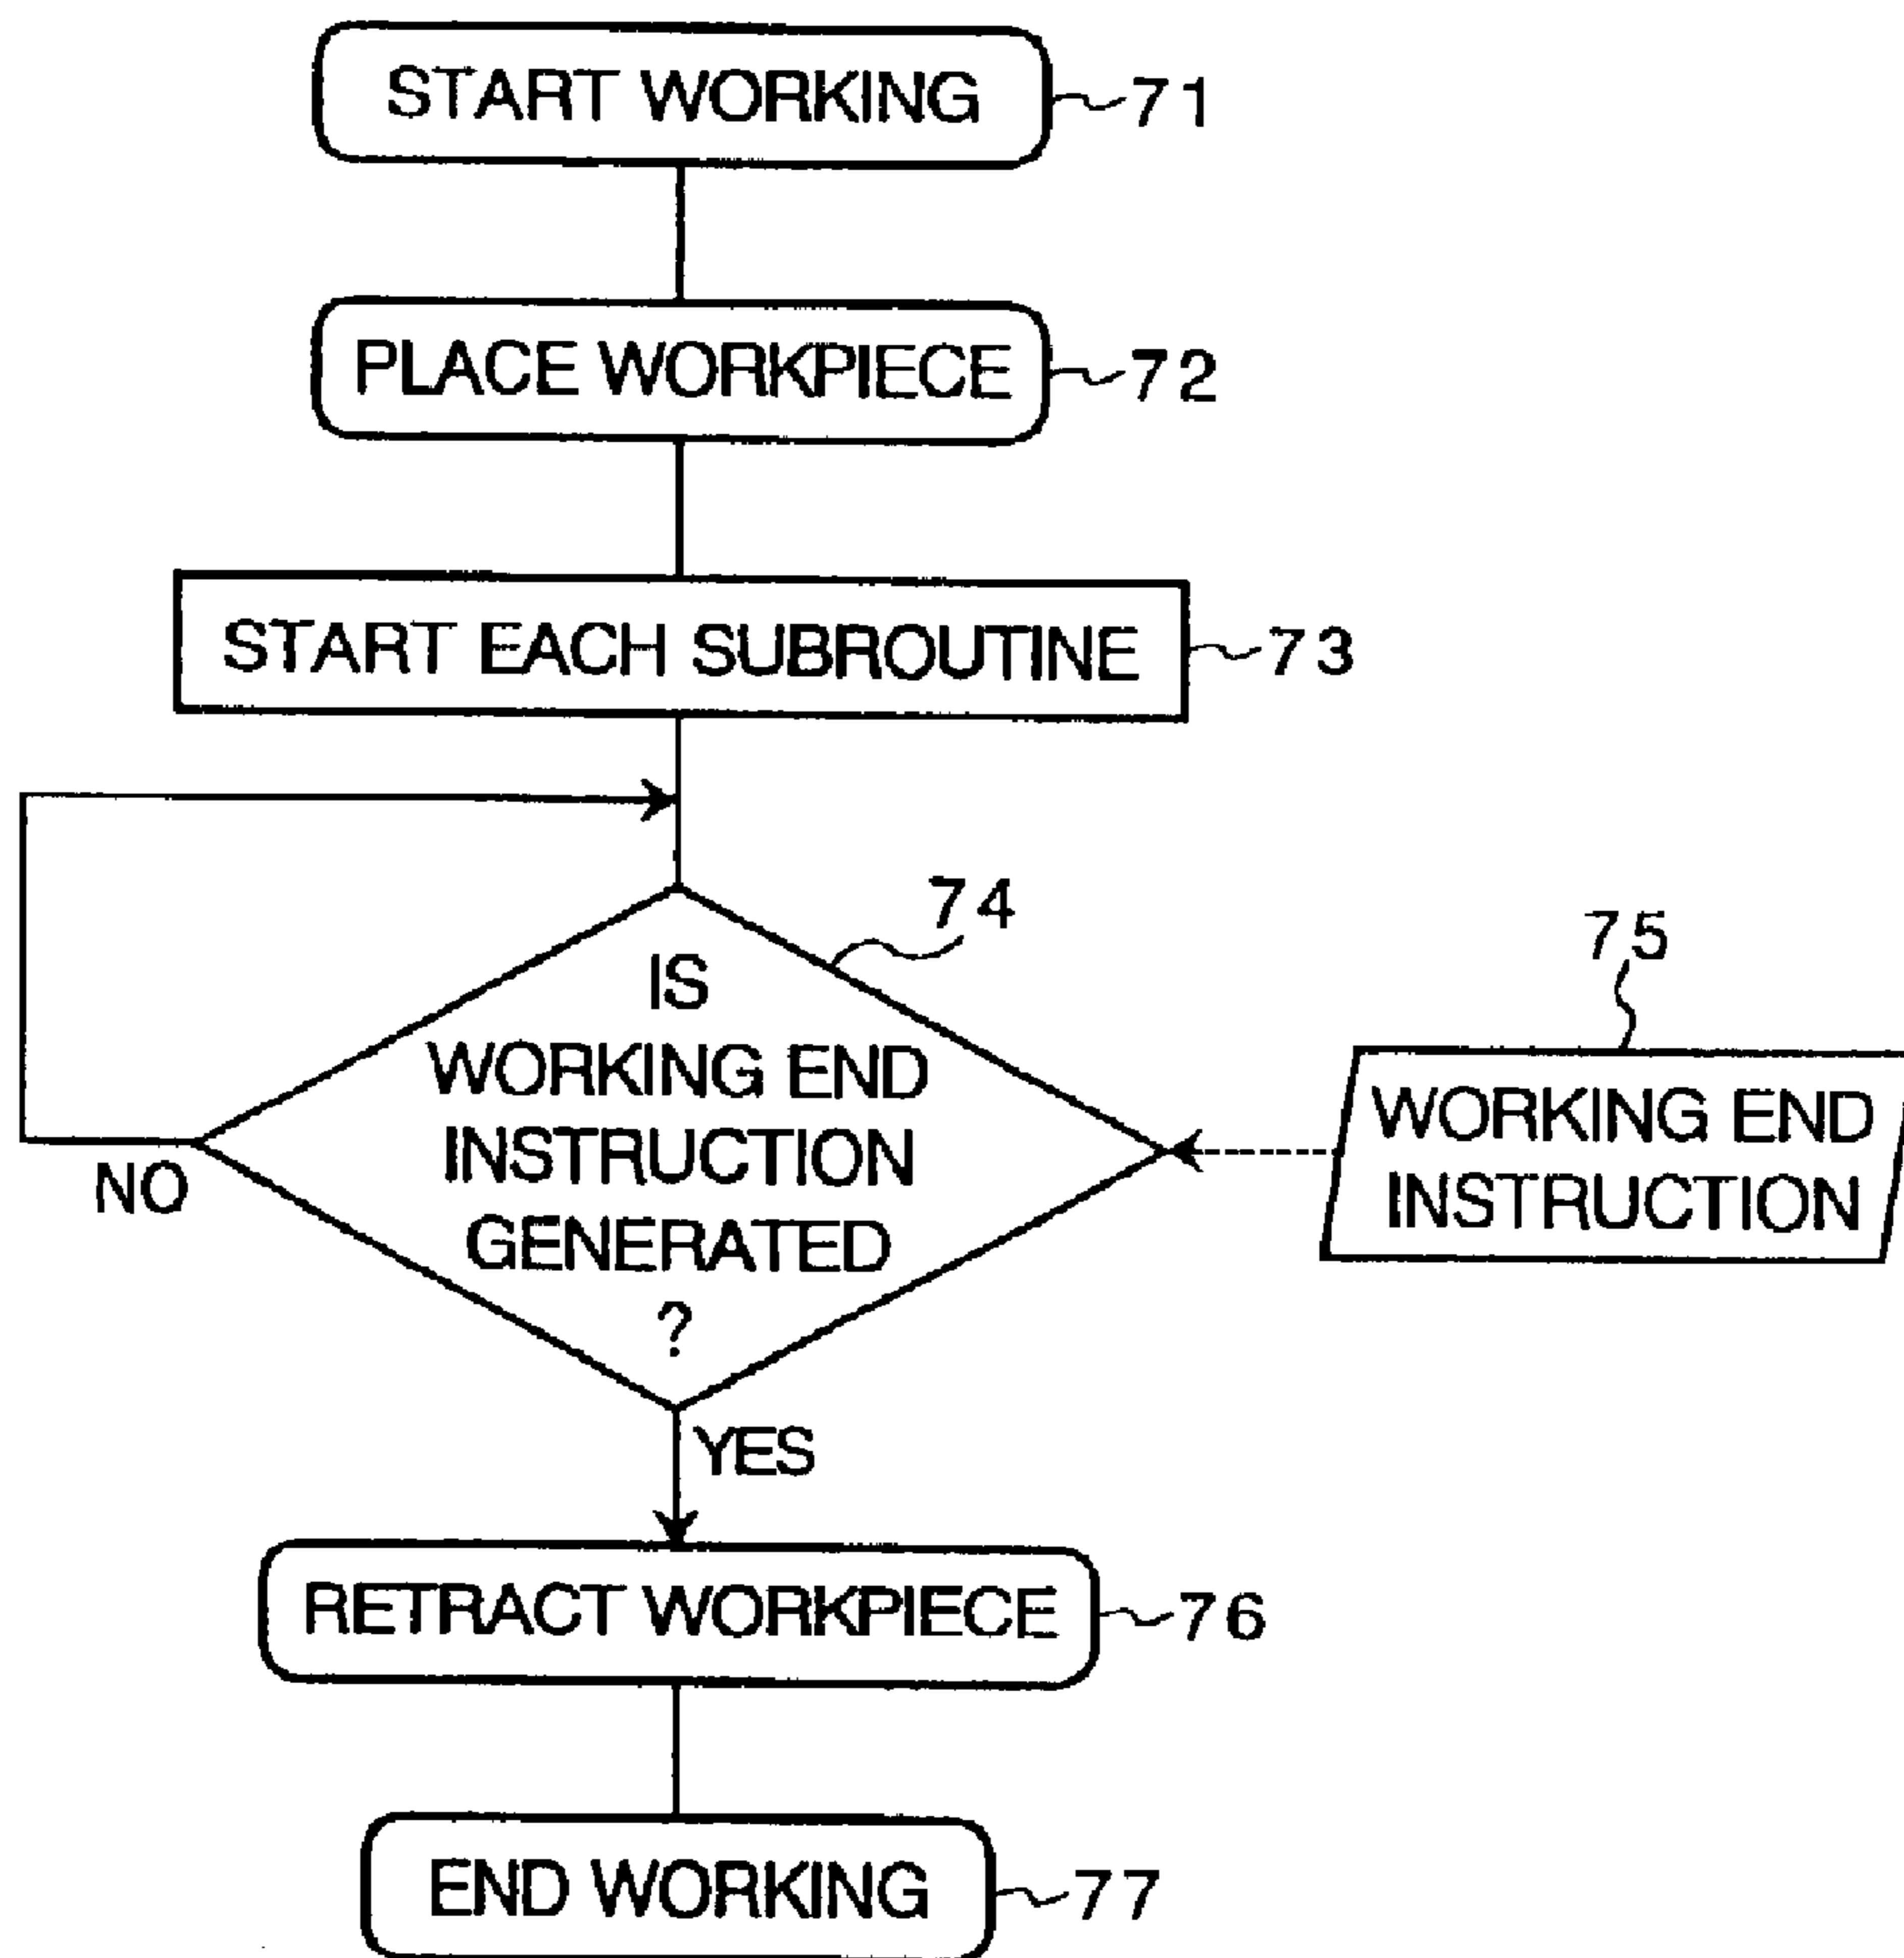 START WORKING
71
PLACE WORKPIECE
72
START EACH SUBROUTINE
73
74
IS
WORKING END
INSTRUCTION
GENERATED
?
75
WORKING END
INSTRUCTION
NO
YES
RETRACT WORKPIECE
76
END WORKING
77